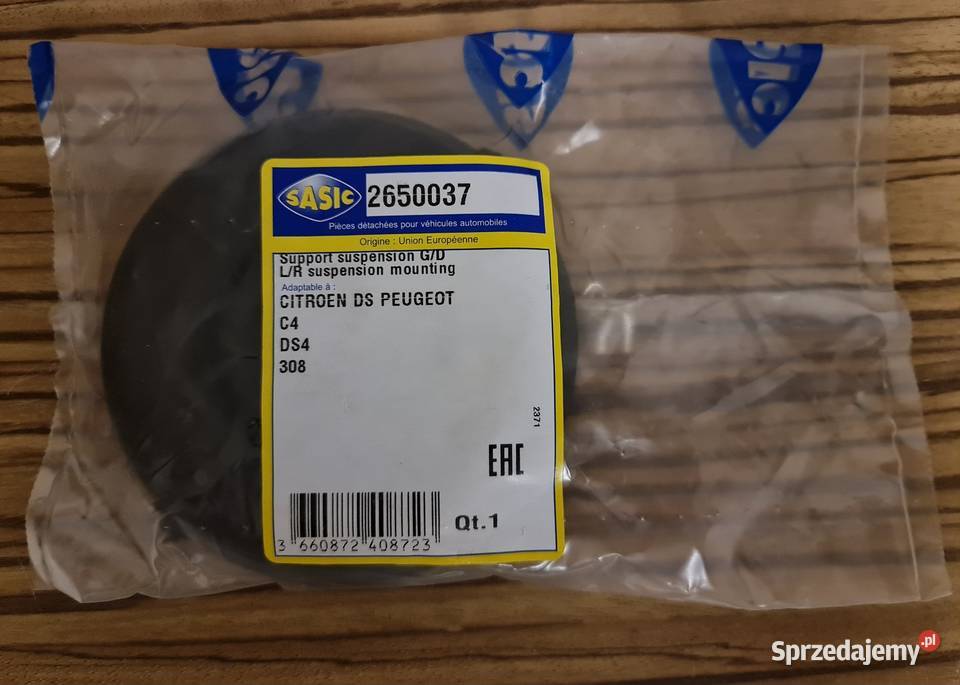 SASIC
2650037
Pièces détachées pour véhicules automobiles
Origine : Union Européenne
Support suspension G/D
L/R suspension mounting
Adaptable à :
CITROEN DS PEUGEOT
C4
DS4
308
2371
EAC
Qt.1
3 660872 408723
Sprzedajemy.pl